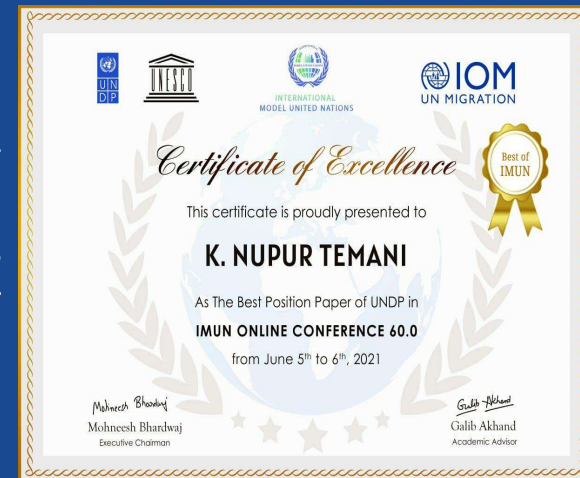 UN
DP
UNESCO
INTERNATIONAL
MODEL UNITED NATIONS
IOM
UN MIGRATION
Certificate of Excellence
Best of
IMUN
This certificate is proudly presented to
K. NUPUR TEMANI
As The Best Position Paper of UNDP in
IMUN ONLINE CONFERENCE 60.0
from June 5th to 6th, 2021
Mohneesh Bhardwaj
Mohneesh Bhardwaj
Executive Chairman
Galib Akhand
Galib Akhand
Academic Advisor